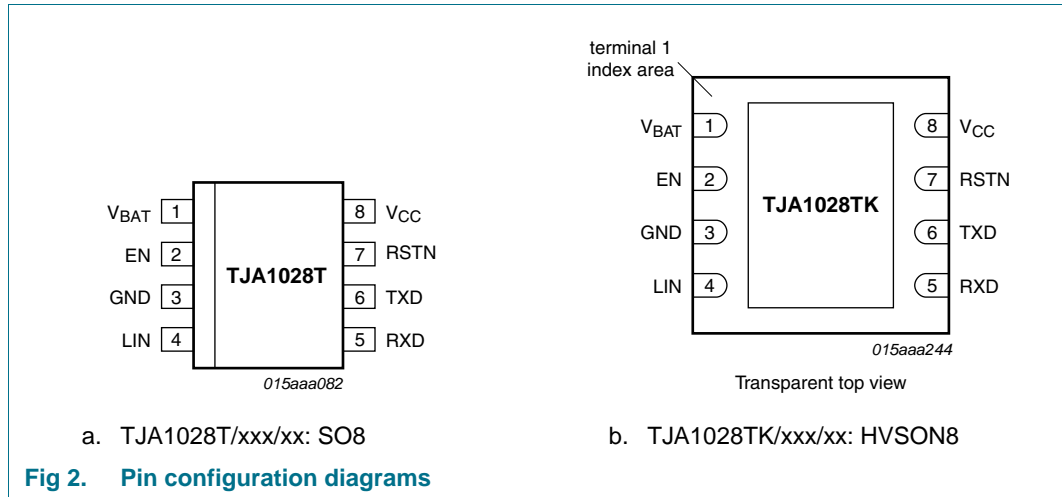 terminal 1
index area
VBAT 1
EN 2
GND 3
LIN 4
TJA1028T
8 VCC
7 RSTN
6 TXD
5 RXD
015aaa082
VBAT 1
EN 2
GND 3
LIN 4
TJA1028TK
8 VCC
7 RSTN
6 TXD
5 RXD
015aaa244
Transparent top view
a. TJA1028T/xxx/xx: SO8
b. TJA1028TK/xxx/xx: HVSON8
Fig 2. Pin configuration diagrams